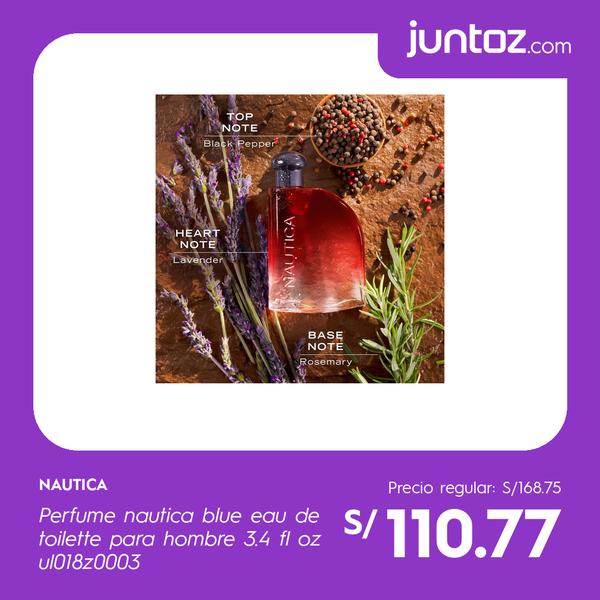 juntoz.com
TOP
NOTE
Black Pepper
HEART
NOTE
Lavender
NAUTICA
BASE
NOTE
Rosemary
NAUTICA
Perfume nautica blue eau de
toilette para hombre 3.4 fl oz
ul018z0003
Precio regular: S/168.75
S/110.77